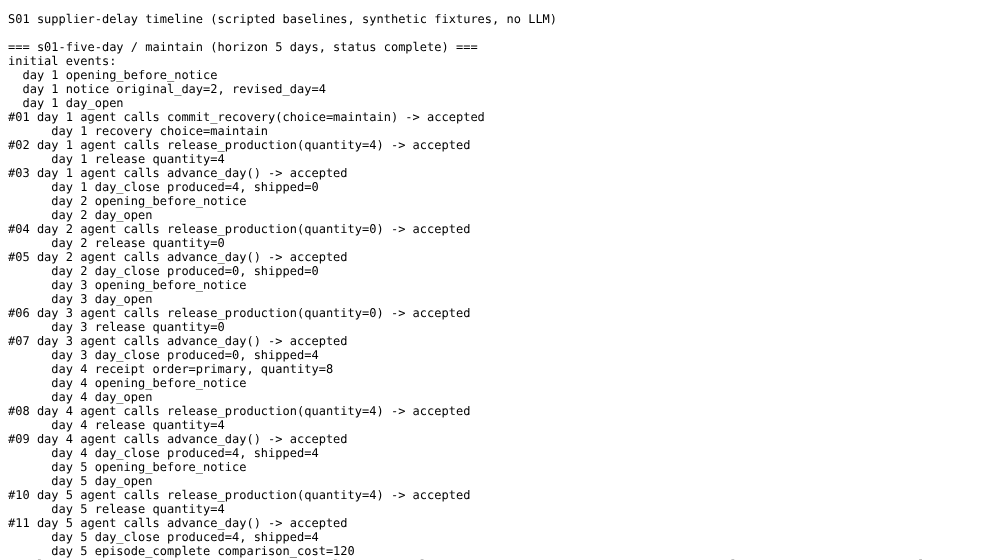 S01 supplier-delay timeline (scripted baselines, synthetic fixtures, no LLM)
=== s01-five-day / maintain (horizon 5 days, status complete) ===
initial events:
day 1 opening_before_notice
day 1 notice original_day=2, revised_day=4
day 1 day_open
#01 day 1 agent calls commit_recovery(choice=maintain) -> accepted
day 1 recovery choice=maintain
#02 day 1 agent calls release_production(quantity=4) -> accepted
day 1 release quantity=4
#03 day 1 agent calls advance_day() -> accepted
day 1 day_close produced=4, shipped=0
day 2 opening_before_notice
day 2 day_open
#04 day 2 agent calls release_production(quantity=0) -> accepted
day 2 release quantity=0
#05 day 2 agent calls advance_day() -> accepted
day 2 day_close produced=0, shipped=0
day 3 opening_before_notice
day 3 day_open
#06 day 3 agent calls release_production(quantity=0) -> accepted
day 3 release quantity=0
#07 day 3 agent calls advance_day() -> accepted
day 3 day_close produced=0, shipped=4
day 4 receipt order=primary, quantity=8
day 4 opening_before_notice
day 4 day_open
#08 day 4 agent calls release_production(quantity=4) -> accepted
day 4 release quantity=4
#09 day 4 agent calls advance_day() -> accepted
day 4 day_close produced=4, shipped=4
day 5 opening_before_notice
day 5 day_open
#10 day 5 agent calls release_production(quantity=4) -> accepted
day 5 release quantity=4
#11 day 5 agent calls advance_day() -> accepted
day 5 day_close produced=4, shipped=4
day 5 episode_complete comparison_cost=120